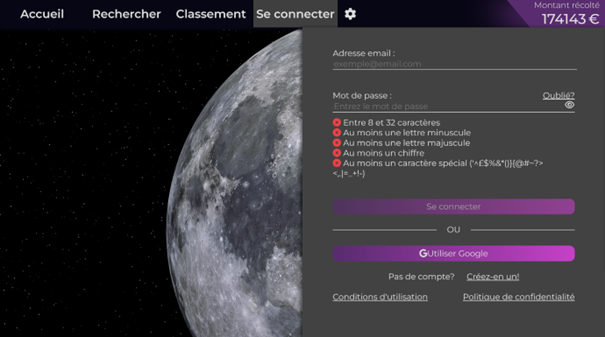 Accueil Rechercher Classement Se connecter
Montant récolté
174143 €
Adresse email :
exemple@email.com
Mot de passe : Oublié?
Entrez le mot de passe
Entre 8 et 32 caractères
Au moins une lettre minuscule
Au moins une lettre majuscule
Au moins un chiffre
Au moins un caractère spécial ('^£$%&*()}{@#~?>
<,.|=_+!-)
Se connecter
OU
Utiliser Google
Pas de compte? Créez-en un!
Conditions d'utilisation Politique de confidentialité